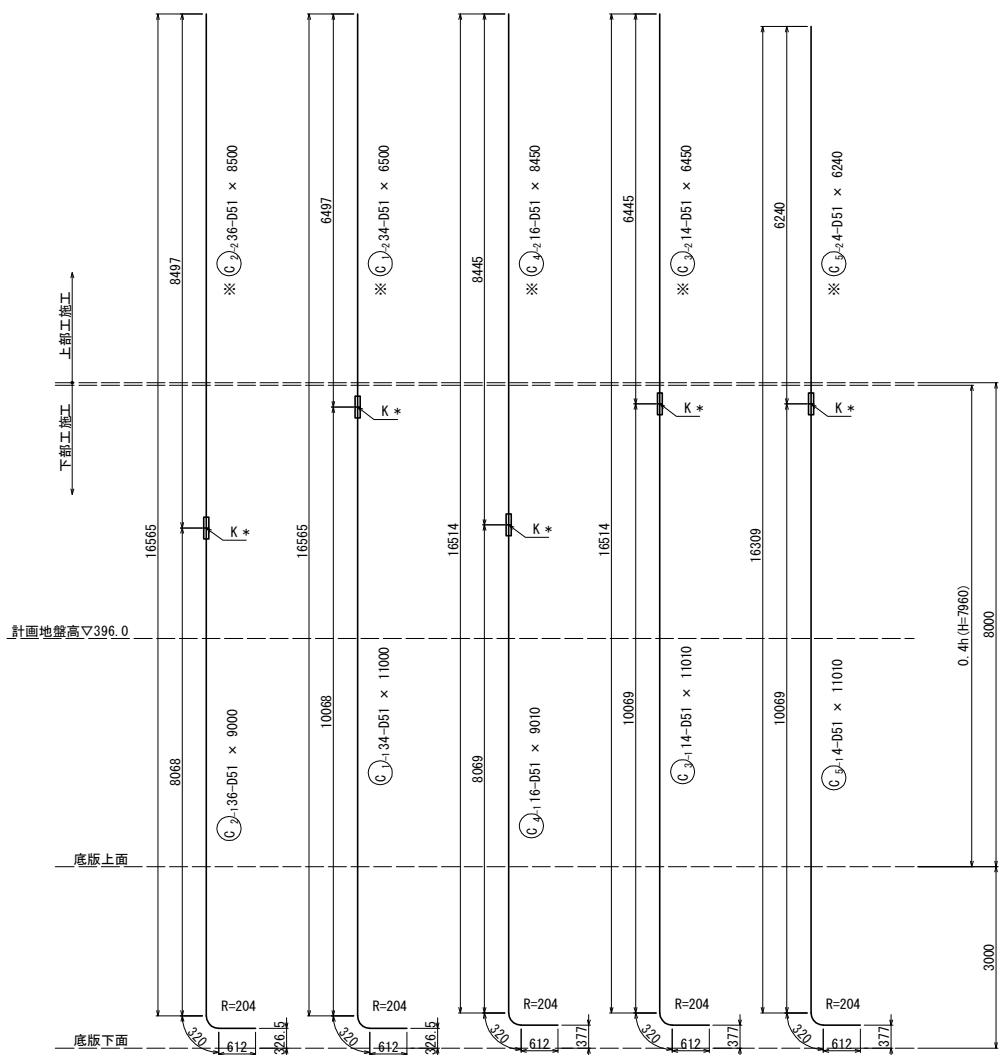 16565
8497
8068
※ C2-2 36-D51 × 8500
C2-1 36-D51 × 9000
K *
R=204
320
612
326.5
16565
6497
10068
※ C1-2 34-D51 × 6500
C1-1 34-D51 × 11000
K *
R=204
320
612
326.5
16514
8445
8069
※ C4-2 16-D51 × 8450
C4-1 16-D51 × 9010
K *
R=204
320
612
377
16514
6445
10069
※ C3-2 14-D51 × 6450
C3-1 14-D51 × 11010
K *
R=204
320
612
377
16309
6240
10069
※ C5-2 4-D51 × 6240
C5-1 4-D51 × 11010
K *
R=204
320
612
377
上部工施工
下部工施工
計画地盤高▽396.0
底版上面
底版下面
0.4h(H=7960)
8000
3000